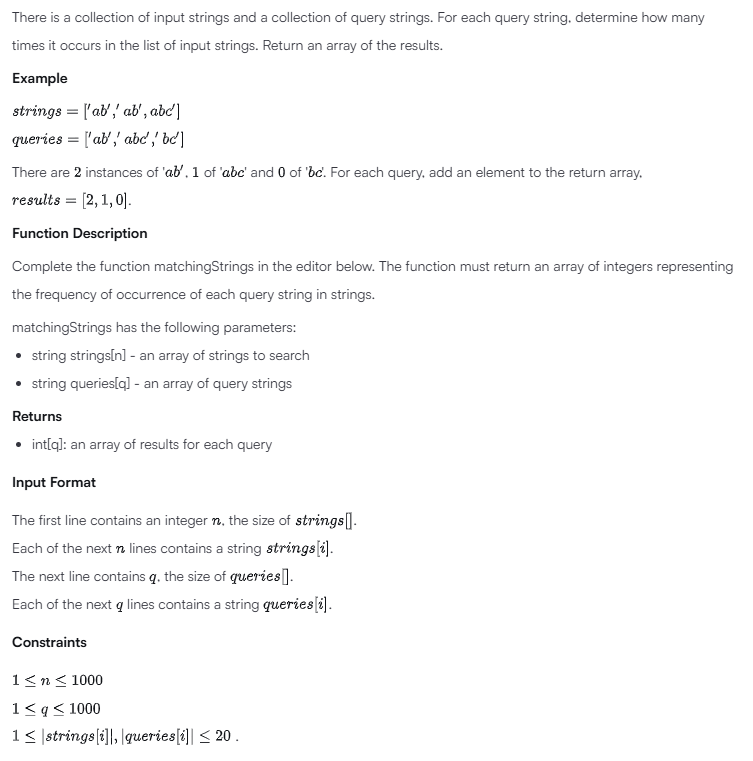 There is a collection of input strings and a collection of query strings. For each query string, determine how many
times it occurs in the list of input strings. Return an array of the results.
Example
strings = ['ab',' ab', abc']
queries = ['ab',' abc',' bc']
There are 2 instances of 'ab', 1 of 'abc' and 0 of 'bc'. For each query, add an element to the return array,
results = [2, 1, 0].
Function Description
Complete the function matchingStrings in the editor below. The function must return an array of integers representing
the frequency of occurrence of each query string in strings.
matchingStrings has the following parameters:
• string strings[n] - an array of strings to search
• string queries[q] - an array of query strings
Returns
• int[q]: an array of results for each query
Input Format
The first line contains an integer n, the size of strings[].
Each of the next n lines contains a string strings[i].
The next line contains q, the size of queries[].
Each of the next q lines contains a string queries[i].
Constraints
1 ≤ n ≤ 1000
1 ≤ q ≤ 1000
1 ≤ |strings[i]|, |queries[i]| ≤ 20 .